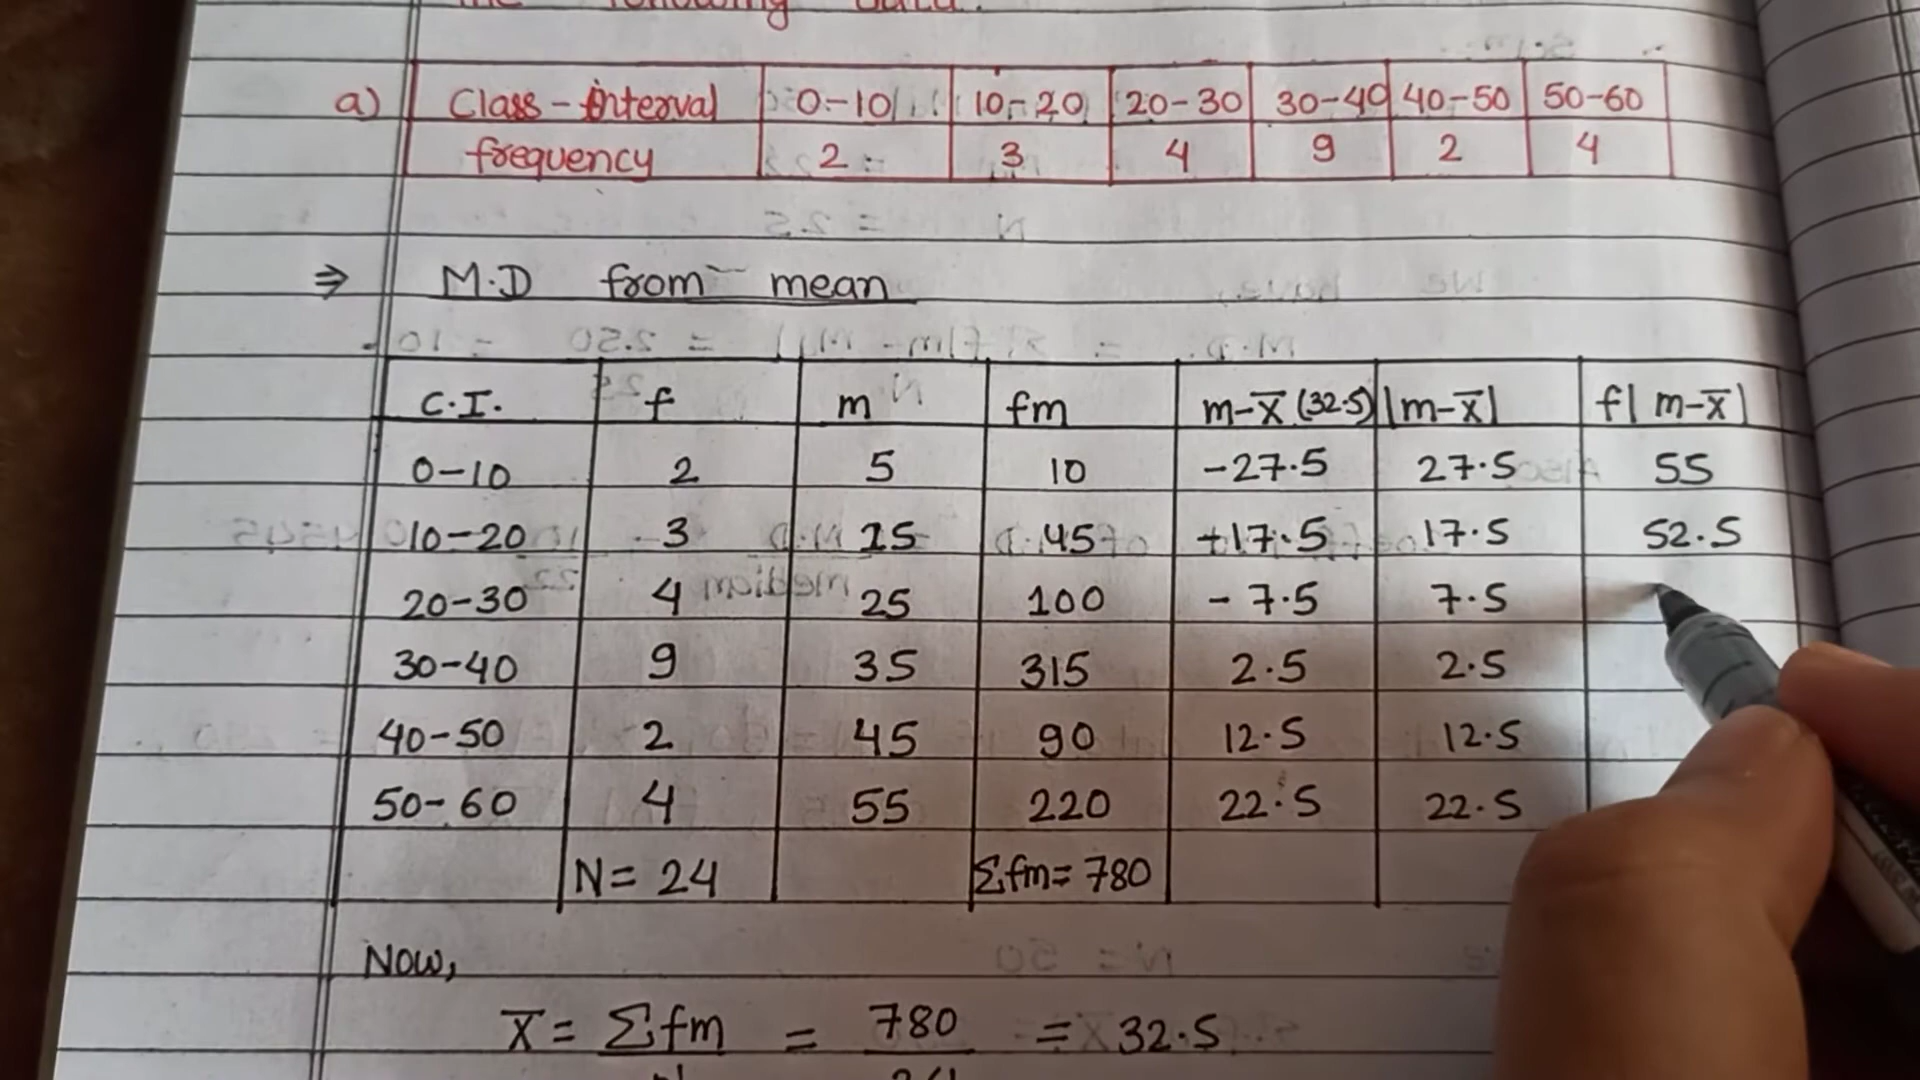 the following data.
a) Class-Interval 0-10 10-20 20-30 30-40 40-50 50-60
frequency 2 3 4 9 2 4
⇒ M.D from mean
C.I. f m fm m-x̅ (32.5) |m-x̅| f|m-x̅|
0-10 2 5 10 -27.5 27.5 55
10-20 3 15 45 +17.5 17.5 52.5
20-30 4 25 100 -7.5 7.5
30-40 9 35 315 2.5 2.5
40-50 2 45 90 12.5 12.5
50-60 4 55 220 22.5 22.5
N = 24 Σfm = 780
Now,
X̅ = Σfm = 780 = 32.5
N 24